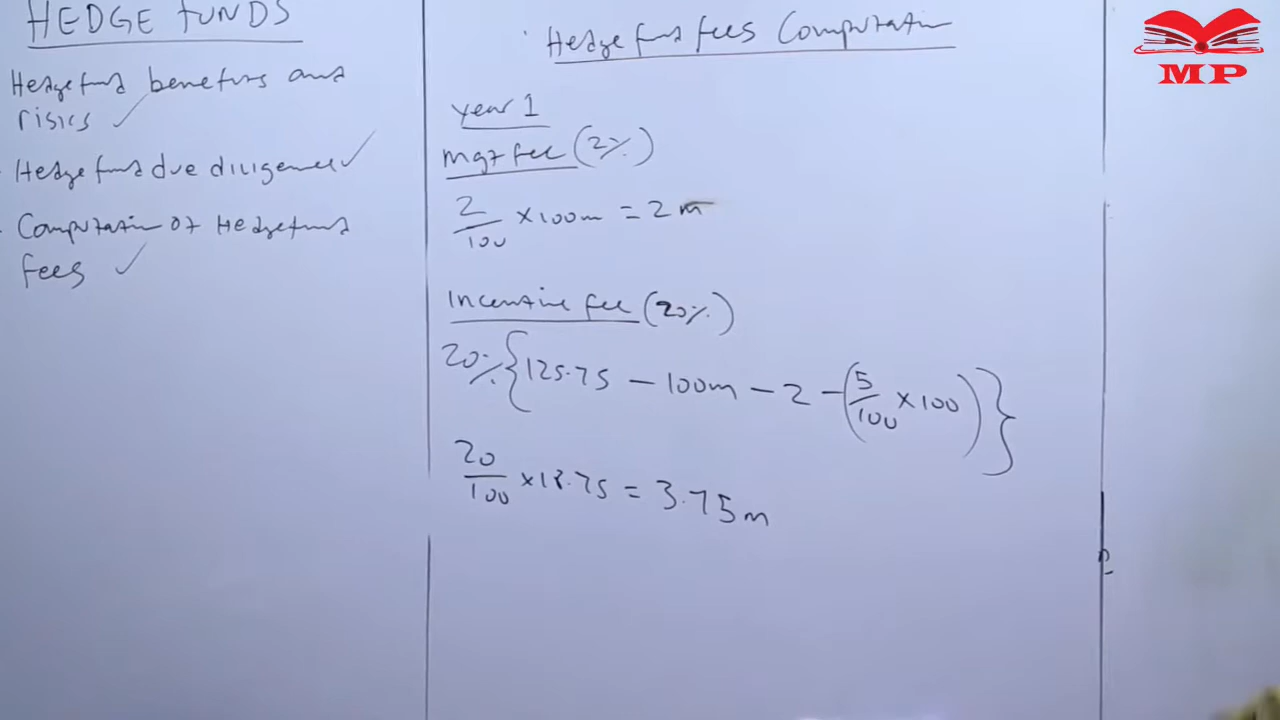 HEDGE FUNDS
Hedge fund benefits and
risks ✓
- Hedge fund due diligence ✓
- Computation of Hedge fund
fees ✓
Hedge fund fees Computation
year 1
mgt fee (2%)
2/100 × 100m = 2m
Incentive fee (20%)
20% {125.75 – 100m – 2 – (5/100 × 100)}
20/100 × 18.75 = 3.75m
MP